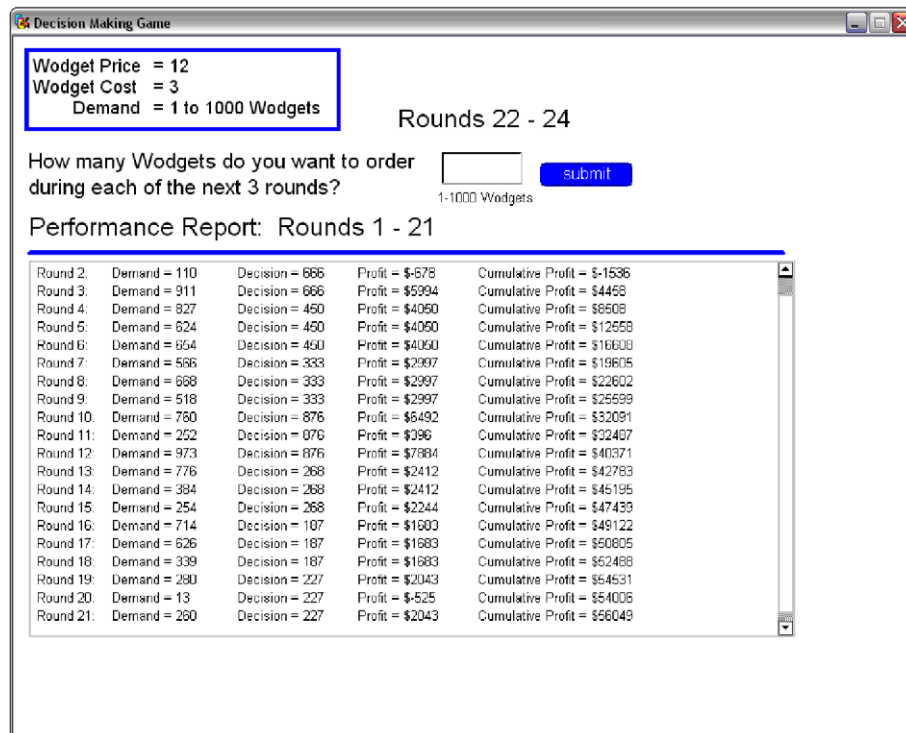 Decision Making Game
Wodget Price = 12
Wodget Cost = 3
Demand = 1 to 1000 Wodgets
Rounds 22 - 24
How many Wodgets do you want to order
during each of the next 3 rounds?
submit
1-1000 Wodgets
Performance Report: Rounds 1 - 21
Round 2: Demand = 110 Decision = 666 Profit = $-678 Cumulative Profit = $-1536
Round 3: Demand = 911 Decision = 666 Profit = $5994 Cumulative Profit = $4458
Round 4: Demand = 827 Decision = 450 Profit = $4050 Cumulative Profit = $8508
Round 5: Demand = 624 Decision = 450 Profit = $4050 Cumulative Profit = $12558
Round 6: Demand = 654 Decision = 450 Profit = $4050 Cumulative Profit = $16608
Round 7: Demand = 566 Decision = 333 Profit = $2997 Cumulative Profit = $19605
Round 8: Demand = 668 Decision = 333 Profit = $2997 Cumulative Profit = $22602
Round 9: Demand = 518 Decision = 333 Profit = $2997 Cumulative Profit = $25599
Round 10: Demand = 760 Decision = 876 Profit = $6492 Cumulative Profit = $32091
Round 11: Demand = 252 Decision = 876 Profit = $396 Cumulative Profit = $32487
Round 12: Demand = 973 Decision = 876 Profit = $7884 Cumulative Profit = $40371
Round 13: Demand = 776 Decision = 268 Profit = $2412 Cumulative Profit = $42783
Round 14: Demand = 384 Decision = 268 Profit = $2412 Cumulative Profit = $45195
Round 15: Demand = 254 Decision = 268 Profit = $2244 Cumulative Profit = $47439
Round 16: Demand = 714 Decision = 187 Profit = $1683 Cumulative Profit = $49122
Round 17: Demand = 626 Decision = 187 Profit = $1683 Cumulative Profit = $50805
Round 18: Demand = 339 Decision = 187 Profit = $1683 Cumulative Profit = $52488
Round 19: Demand = 280 Decision = 227 Profit = $2043 Cumulative Profit = $54531
Round 20: Demand = 13 Decision = 227 Profit = $-525 Cumulative Profit = $54006
Round 21: Demand = 260 Decision = 227 Profit = $2043 Cumulative Profit = $56049